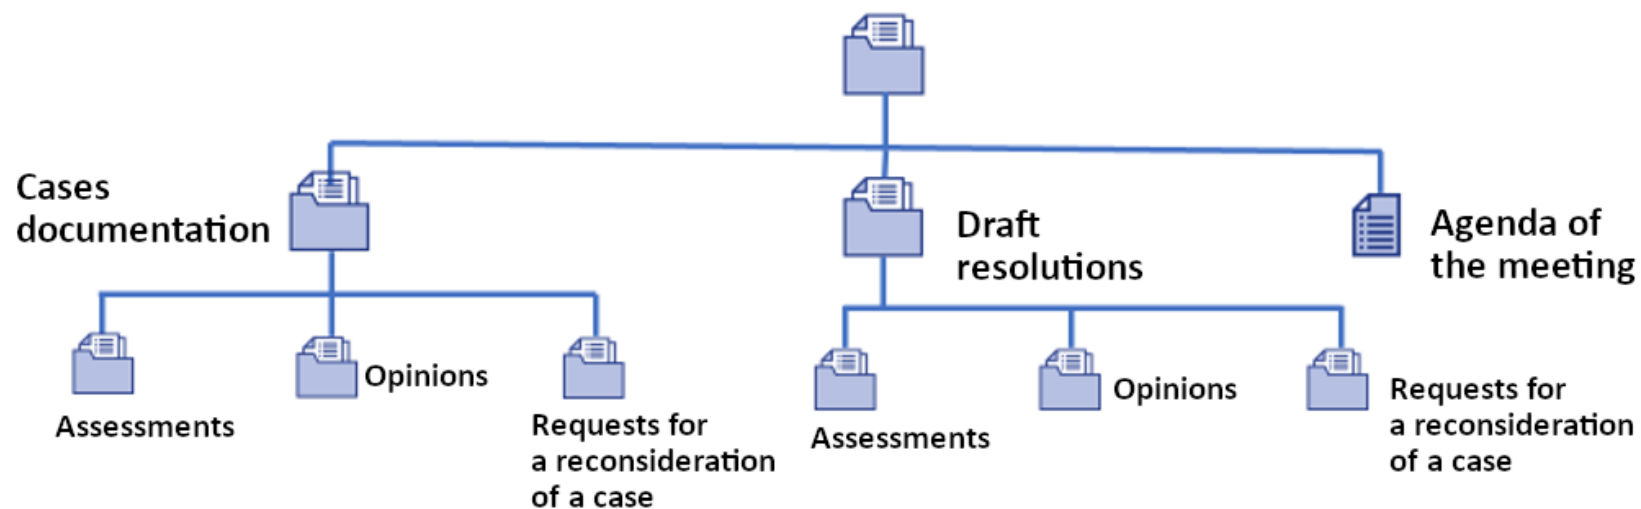 Cases
documentation
Draft
resolutions
Agenda of
the meeting
Assessments
Opinions
Requests for
a reconsideration
of a case
Assessments
Opinions
Requests for
a reconsideration
of a case